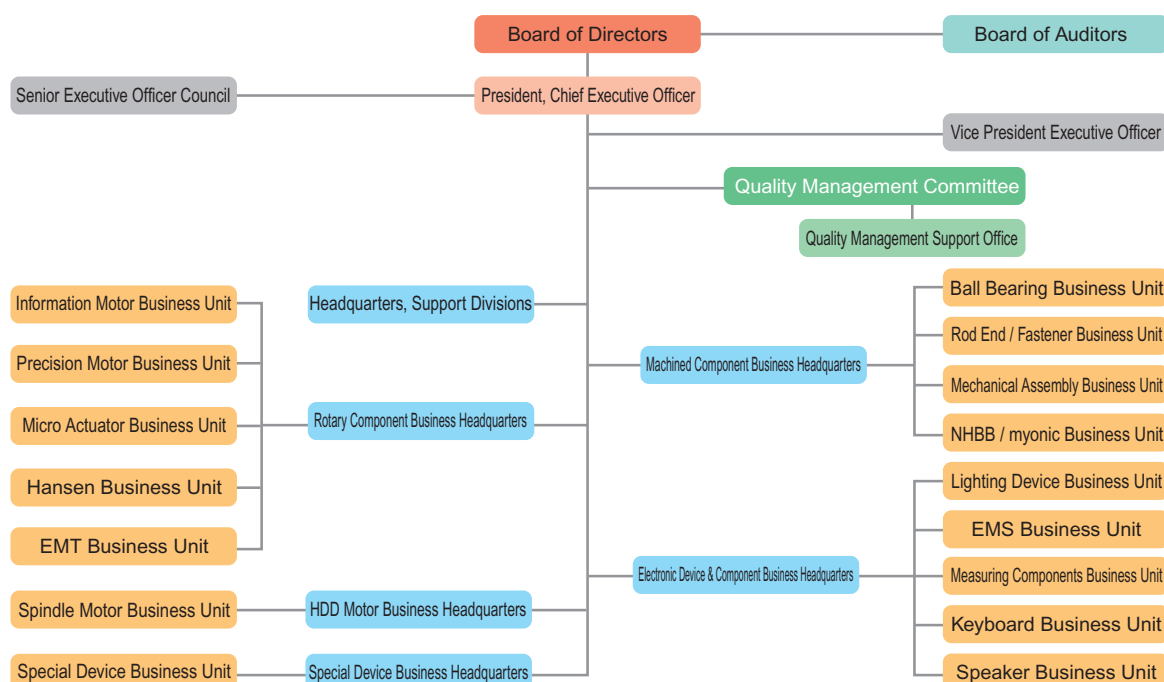 Board of Directors
Board of Auditors
Senior Executive Officer Council
President, Chief Executive Officer
Vice President Executive Officer
Quality Management Committee
Quality Management Support Office
Information Motor Business Unit
Headquarters, Support Divisions
Ball Bearing Business Unit
Rod End / Fastener Business Unit
Precision Motor Business Unit
Machined Component Business Headquarters
Mechanical Assembly Business Unit
Micro Actuator Business Unit
Rotary Component Business Headquarters
NHBB / myonic Business Unit
Hansen Business Unit
Lighting Device Business Unit
EMS Business Unit
EMT Business Unit
Electronic Device & Component Business Headquarters
Measuring Components Business Unit
Spindle Motor Business Unit
HDD Motor Business Headquarters
Keyboard Business Unit
Special Device Business Unit
Special Device Business Headquarters
Speaker Business Unit